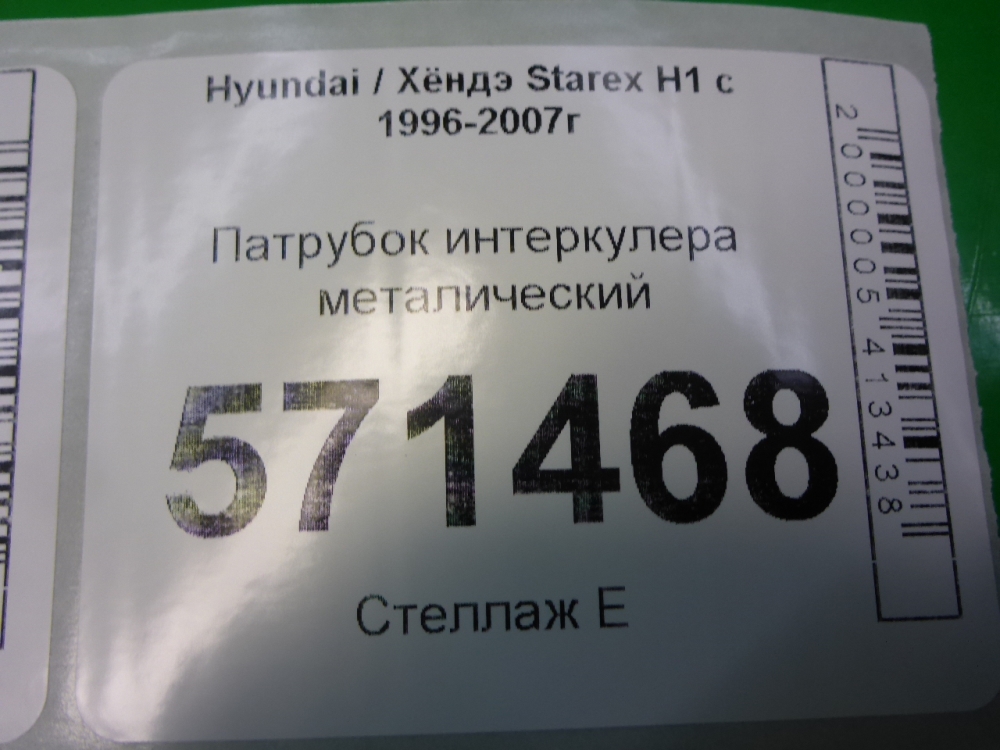 Hyundai / Хёндэ Starex H1 с
1996-2007г
Патрубок интеркулера
металический
571468
Стеллаж E
2000005413438